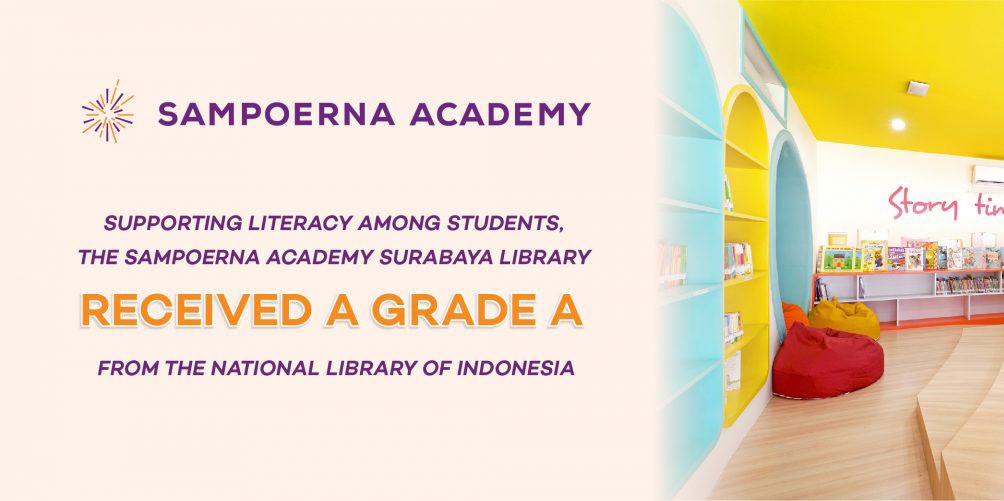 SAMPOERNA ACADEMY
SUPPORTING LITERACY AMONG STUDENTS,
THE SAMPOERNA ACADEMY SURABAYA LIBRARY
RECEIVED A GRADE A
FROM THE NATIONAL LIBRARY OF INDONESIA
Story